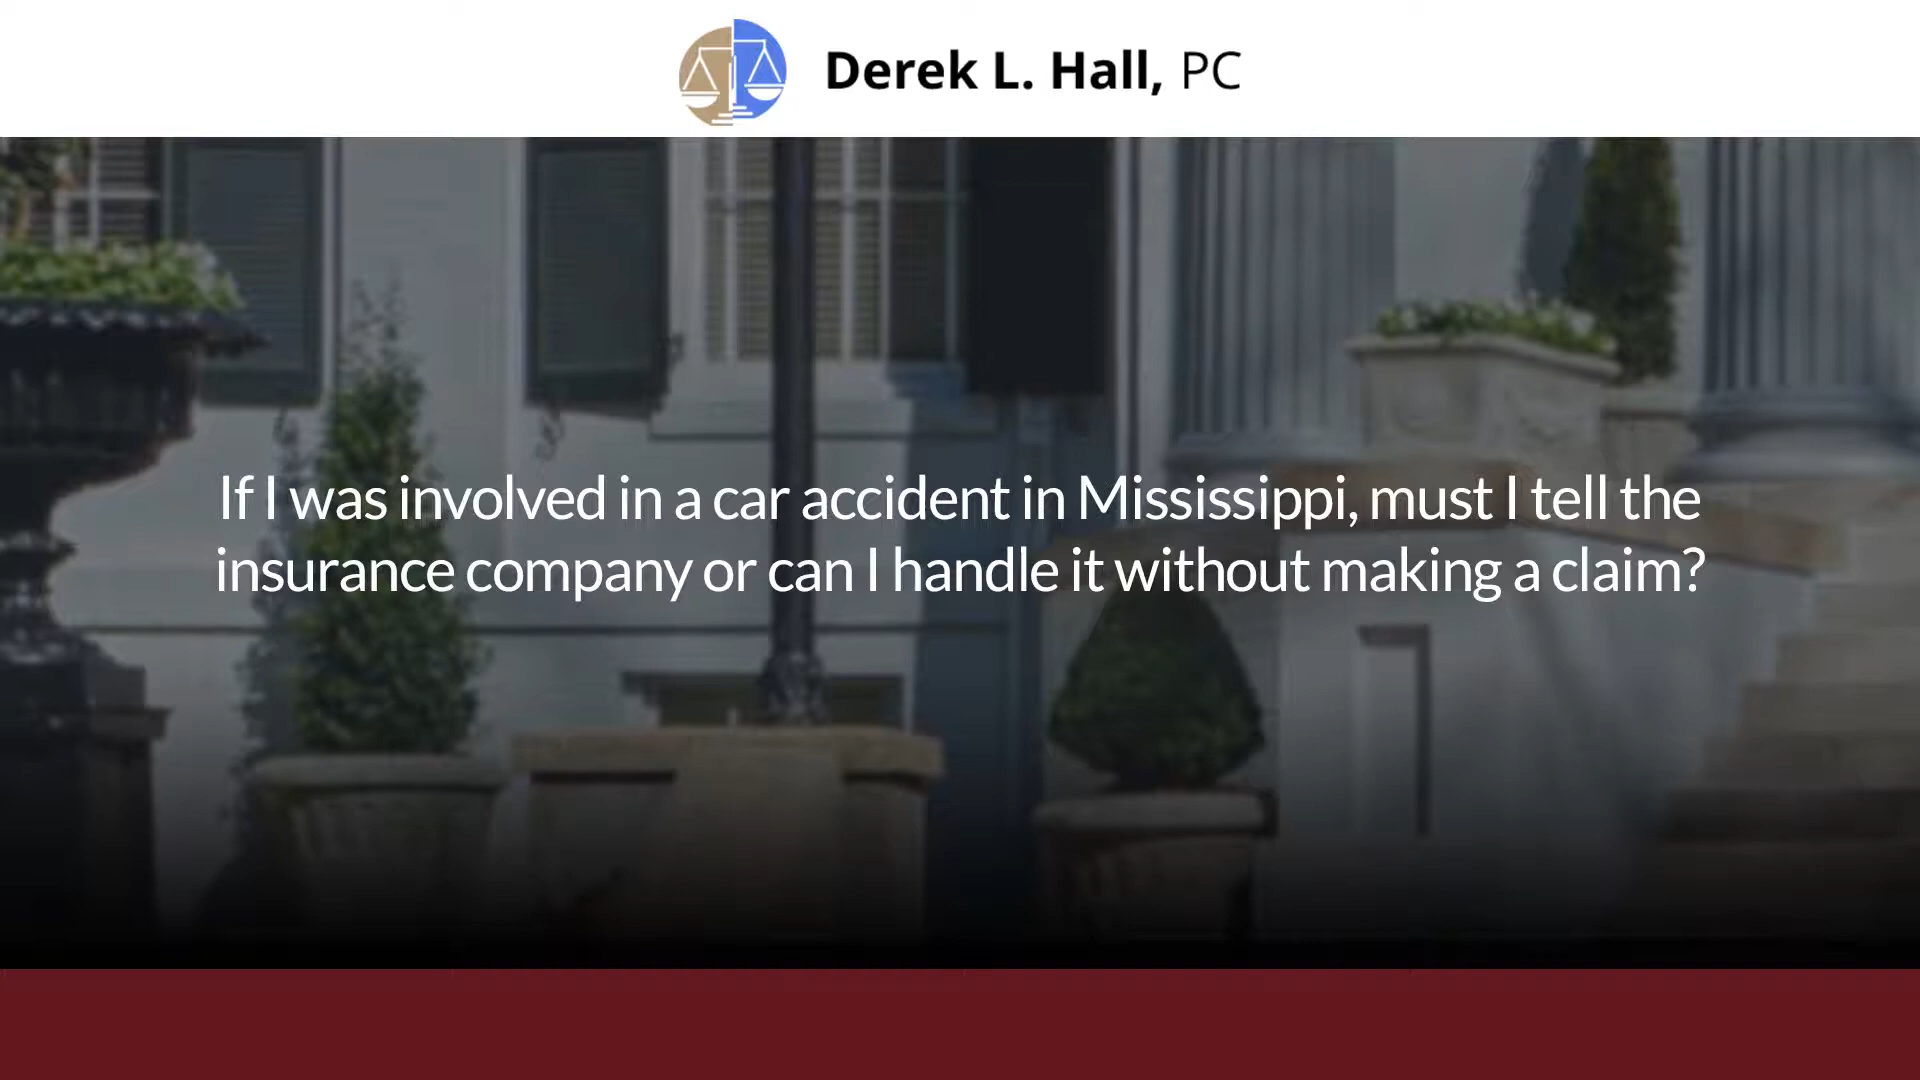 Derek L. Hall, PC
If I was involved in a car accident in Mississippi, must I tell the
insurance company or can I handle it without making a claim?